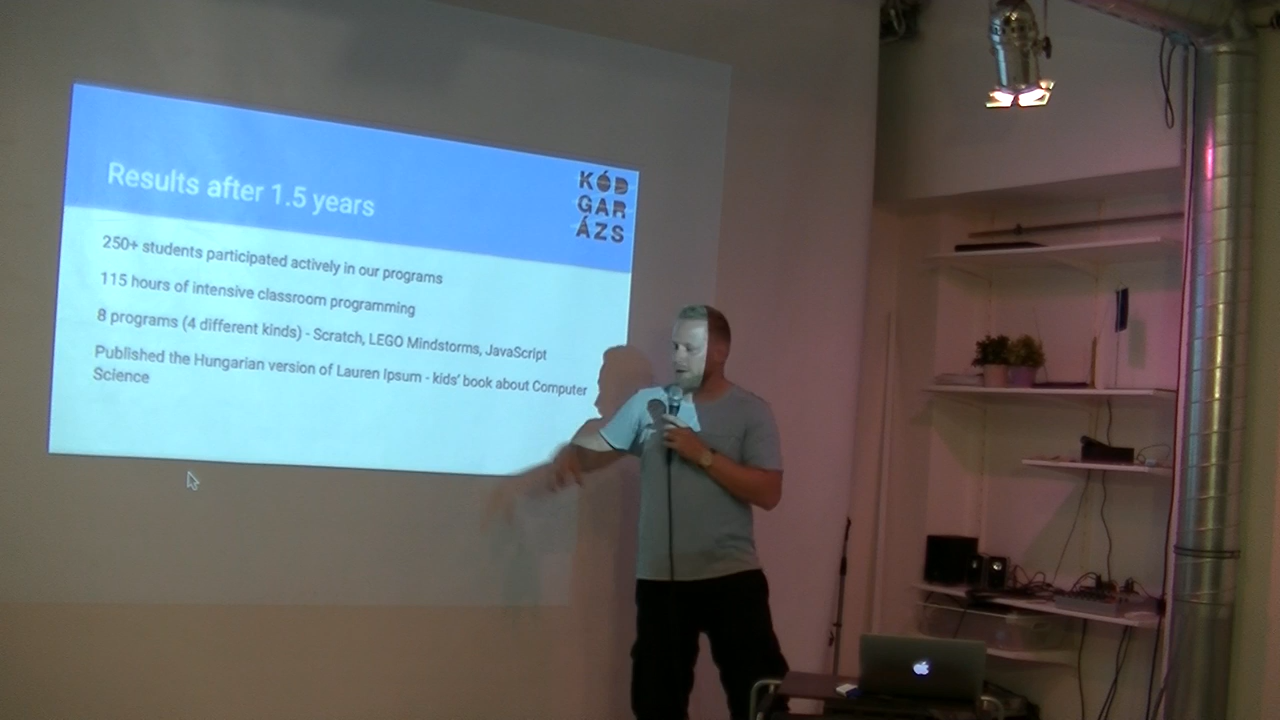 Results after 1.5 years
KÓD
GAR
ÁZS
250+ students participated actively in our programs
115 hours of intensive classroom programming
8 programs (4 different kinds) - Scratch, LEGO Mindstorms, JavaScript
Published the Hungarian version of Lauren Ipsum - kids' book about Computer
Science